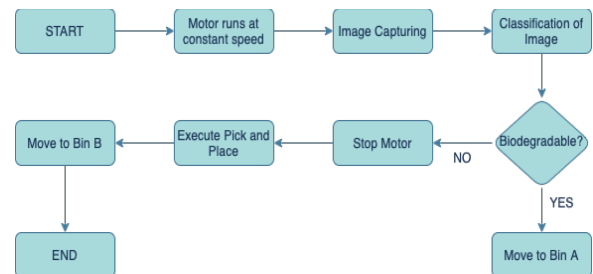 START
Motor runs at
constant speed
Image Capturing
Classification of
Image
Biodegradable?
NO
Stop Motor
Execute Pick and
Place
Move to Bin B
END
YES
Move to Bin A